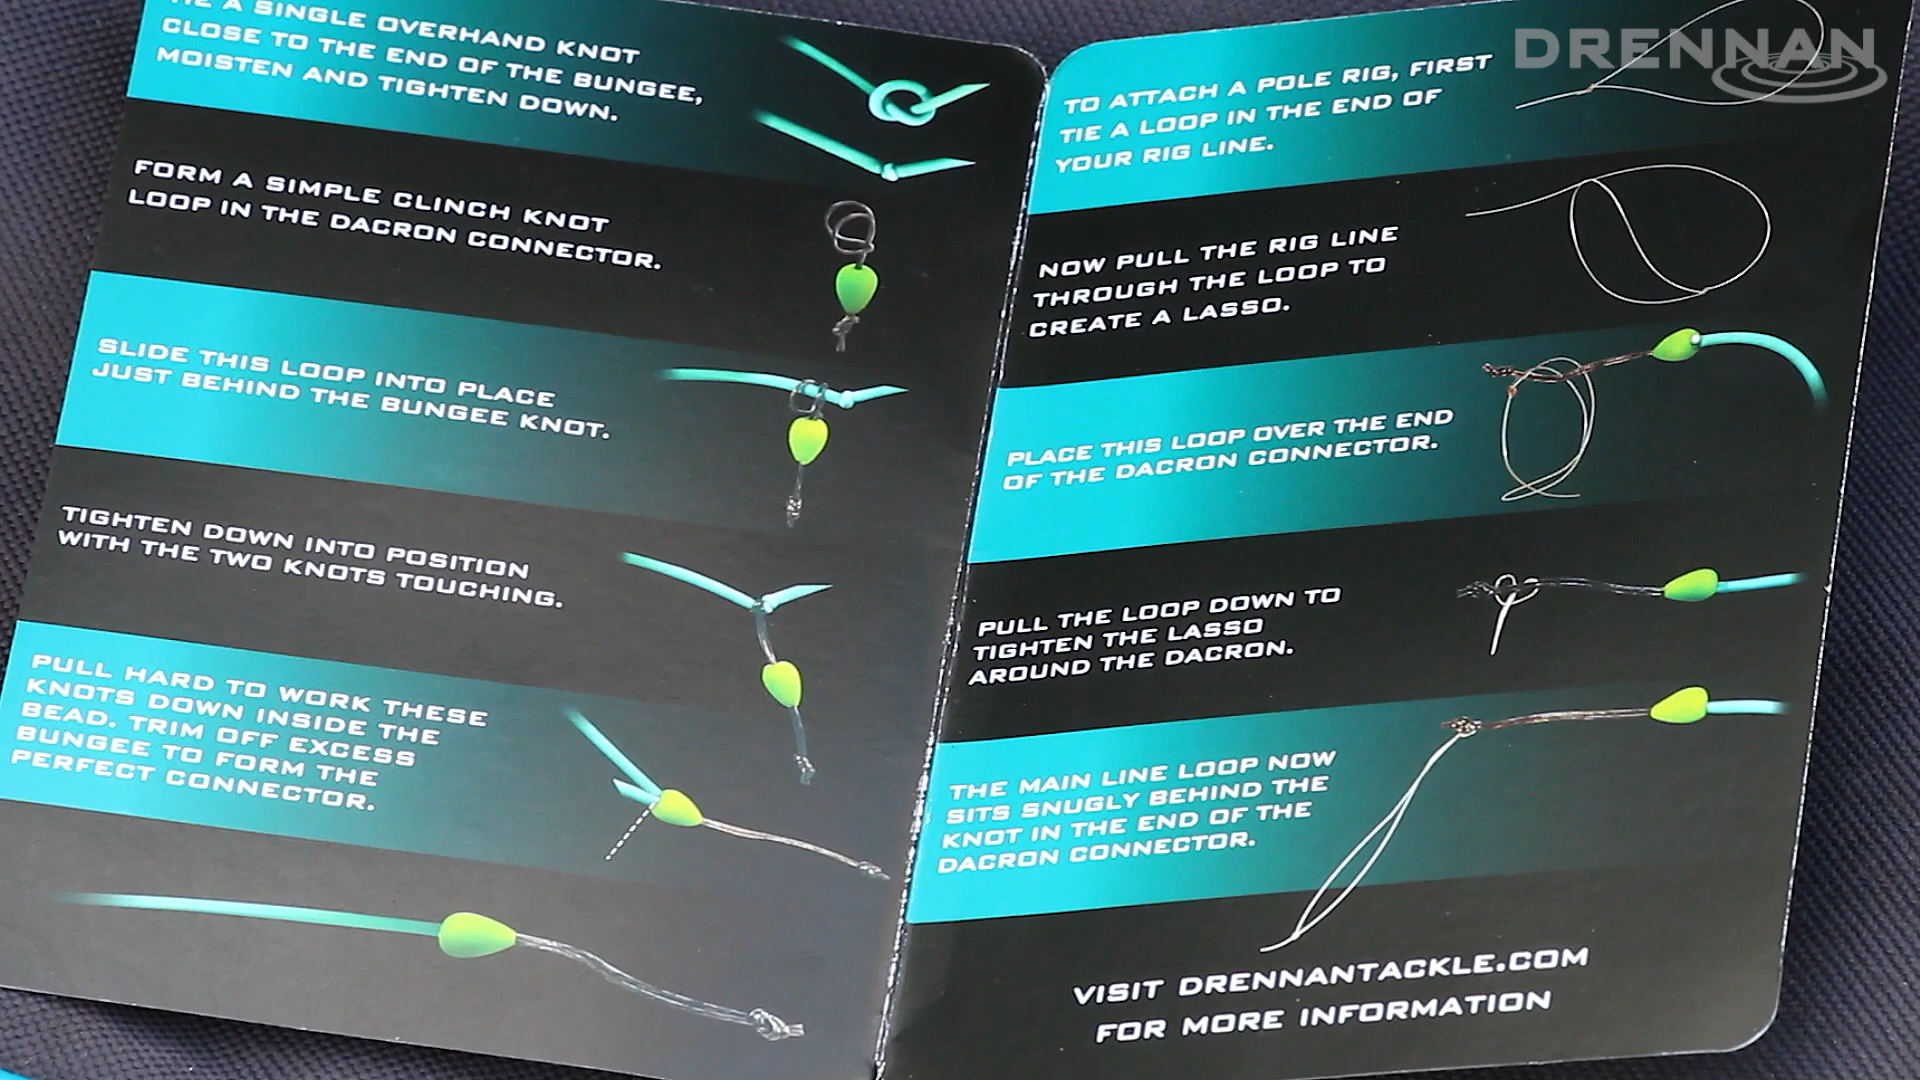 TIE A SINGLE OVERHAND KNOT
CLOSE TO THE END OF THE BUNGEE,
MOISTEN AND TIGHTEN DOWN.
FORM A SIMPLE CLINCH KNOT
LOOP IN THE DACRON CONNECTOR.
SLIDE THIS LOOP INTO PLACE
JUST BEHIND THE BUNGEE KNOT.
TIGHTEN DOWN INTO POSITION
WITH THE TWO KNOTS TOUCHING.
PULL HARD TO WORK THESE
KNOTS DOWN INSIDE THE
BEAD. TRIM OFF EXCESS
BUNGEE TO FORM THE
PERFECT CONNECTOR.
DRENNAN
TO ATTACH A POLE RIG, FIRST
TIE A LOOP IN THE END OF
YOUR RIG LINE.
NOW PULL THE RIG LINE
THROUGH THE LOOP TO
CREATE A LASSO.
PLACE THIS LOOP OVER THE END
OF THE DACRON CONNECTOR.
PULL THE LOOP DOWN TO
TIGHTEN THE LASSO
AROUND THE DACRON.
THE MAIN LINE LOOP NOW
SITS SNUGLY BEHIND THE
KNOT IN THE END OF THE
DACRON CONNECTOR.
VISIT DRENNANTACKLE.COM
FOR MORE INFORMATION